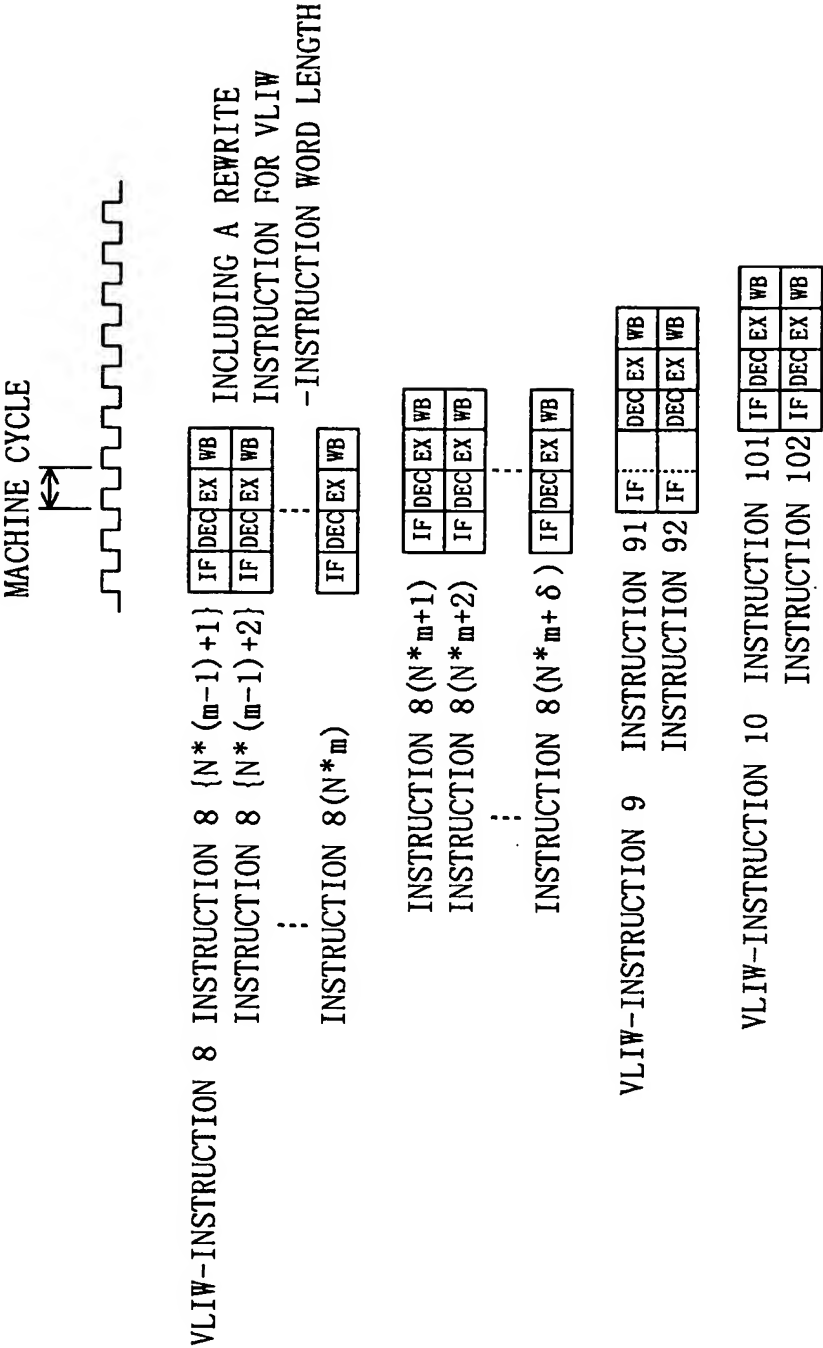 MACHINE CYCLE
VLIW-INSTRUCTION 8 INSTRUCTION 8 {N*(m-1)+1} IF DEC EX WB INCLUDING A REWRITE
INSTRUCTION 8 {N*(m-1)+2} IF DEC EX WB INSTRUCTION FOR VLIW
-INSTRUCTION WORD LENGTH
INSTRUCTION 8(N*m) IF DEC EX WB
INSTRUCTION 8(N*m+1) IF DEC EX WB
INSTRUCTION 8(N*m+2) IF DEC EX WB
INSTRUCTION 8(N*m+δ) IF DEC EX WB
VLIW-INSTRUCTION 9 INSTRUCTION 91 IF DEC EX WB
INSTRUCTION 92 IF DEC EX WB
VLIW-INSTRUCTION 10 INSTRUCTION 101 IF DEC EX WB
INSTRUCTION 102 IF DEC EX WB